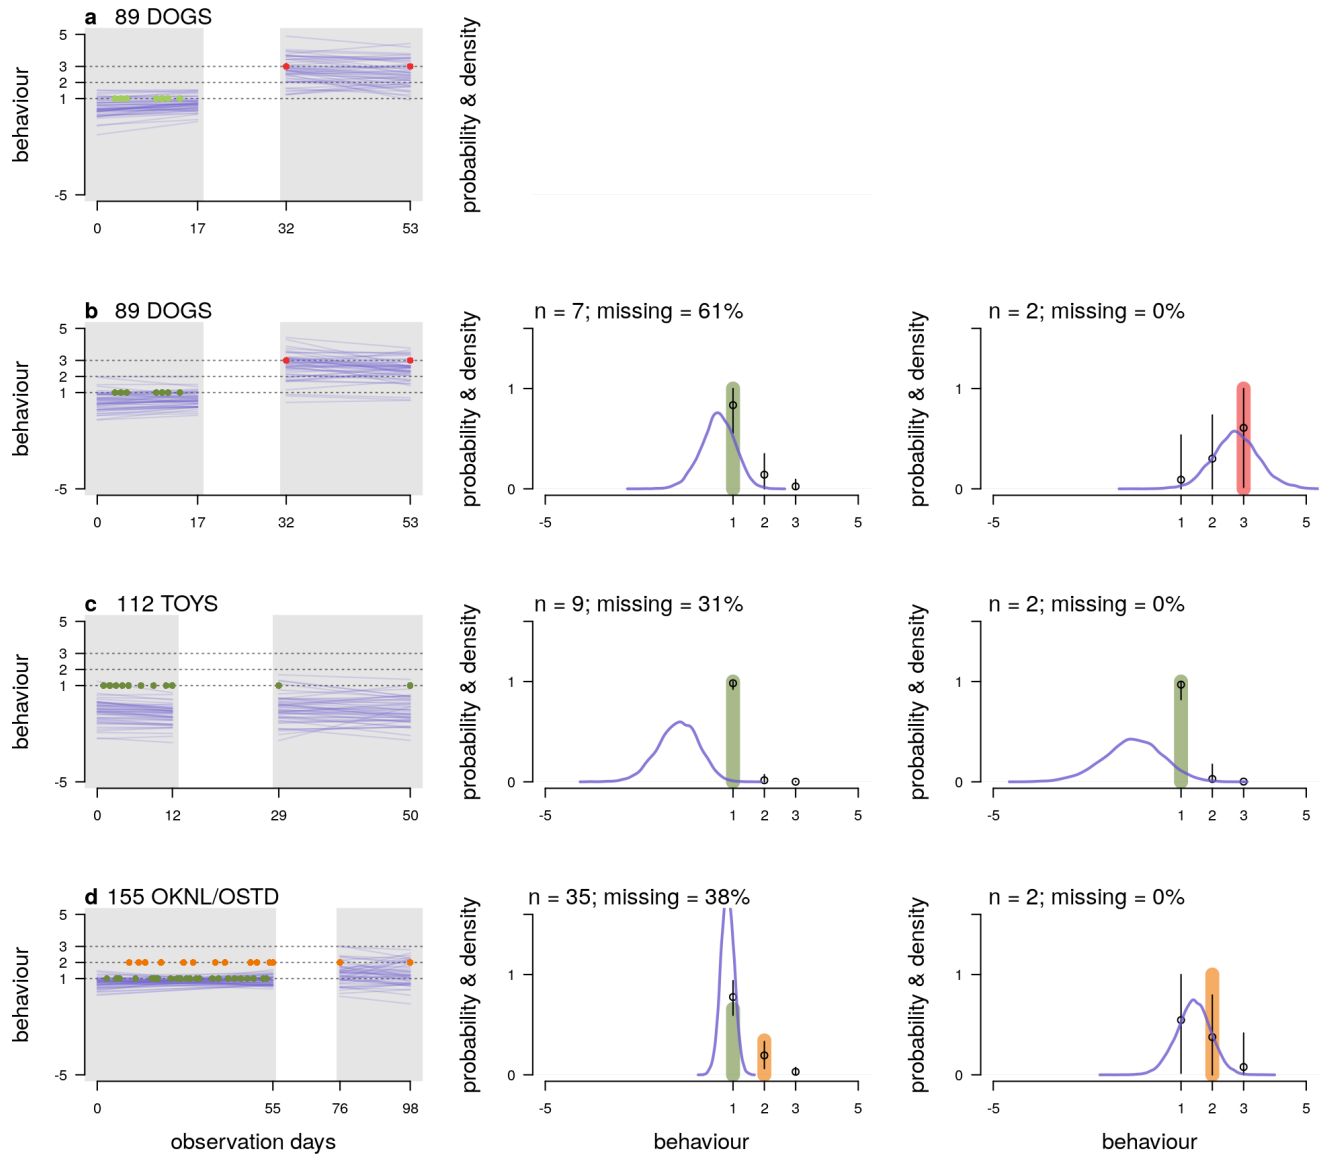 a 89 DOGS
behaviour
5
3
2
1
-5
0 17 32 53
probability & density
b 89 DOGS
behaviour
5
3
2
1
-5
0 17 32 53
n = 7; missing = 61%
probability & density
1
0
-5 1 2 3 5
n = 2; missing = 0%
probability & density
1
0
-5 1 2 3 5
c 112 TOYS
behaviour
5
3
2
1
-5
0 12 29 50
n = 9; missing = 31%
probability & density
1
0
-5 1 2 3 5
n = 2; missing = 0%
probability & density
1
0
-5 1 2 3 5
d 155 OKNL/OSTD
behaviour
5
3
2
1
-5
0 55 76 98
observation days
n = 35; missing = 38%
probability & density
1
0
-5 1 2 3 5
behaviour
n = 2; missing = 0%
probability & density
1
0
-5 1 2 3 5
behaviour